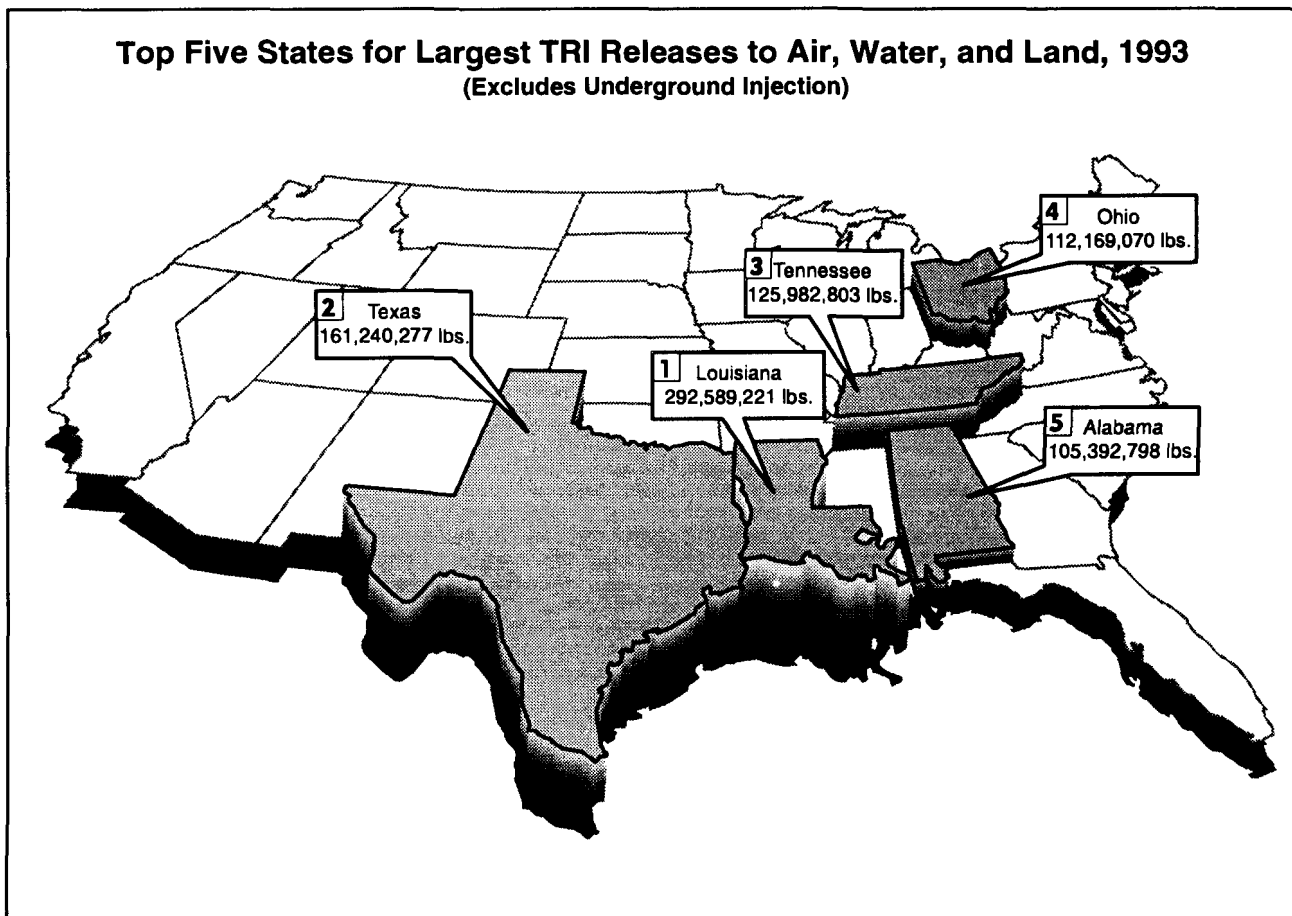 Top Five States for Largest TRI Releases to Air, Water, and Land, 1993
(Excludes Underground Injection)
4 Ohio
112,169,070 lbs.
3 Tennessee
125,982,803 lbs.
2 Texas
161,240,277 lbs.
1 Louisiana
292,589,221 lbs.
5 Alabama
105,392,798 lbs.